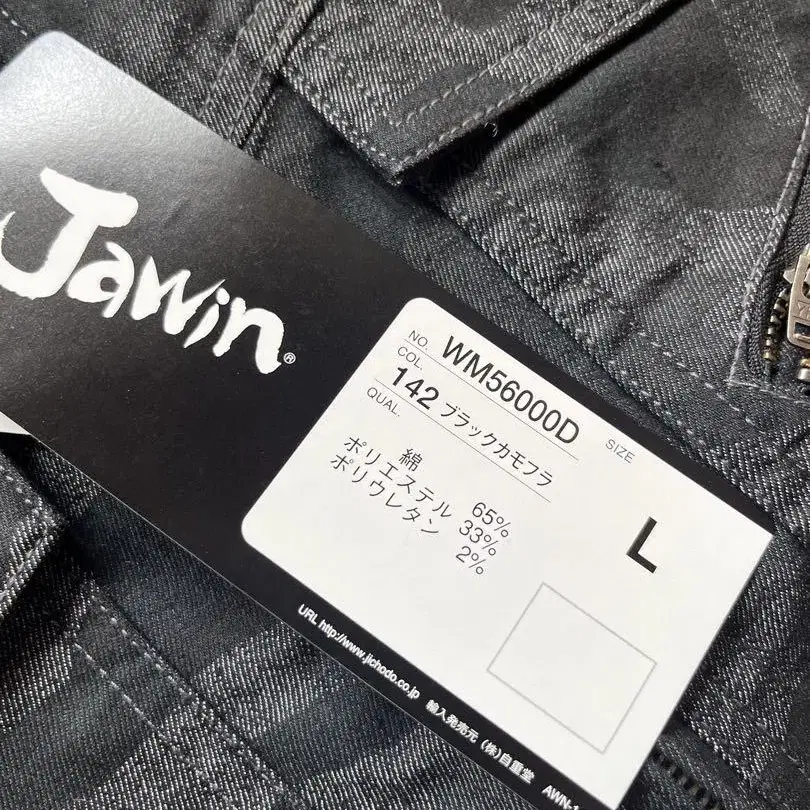 Jawin®
NO. WM56000D
COL. 142 ブラックカモフラ
QUAL.
綿 65%
ポリエステル 33%
ポリウレタン 2%
SIZE
L
URL http://www.jichodo.co.jp 輸入発売元 (株)自重堂 AWN-1